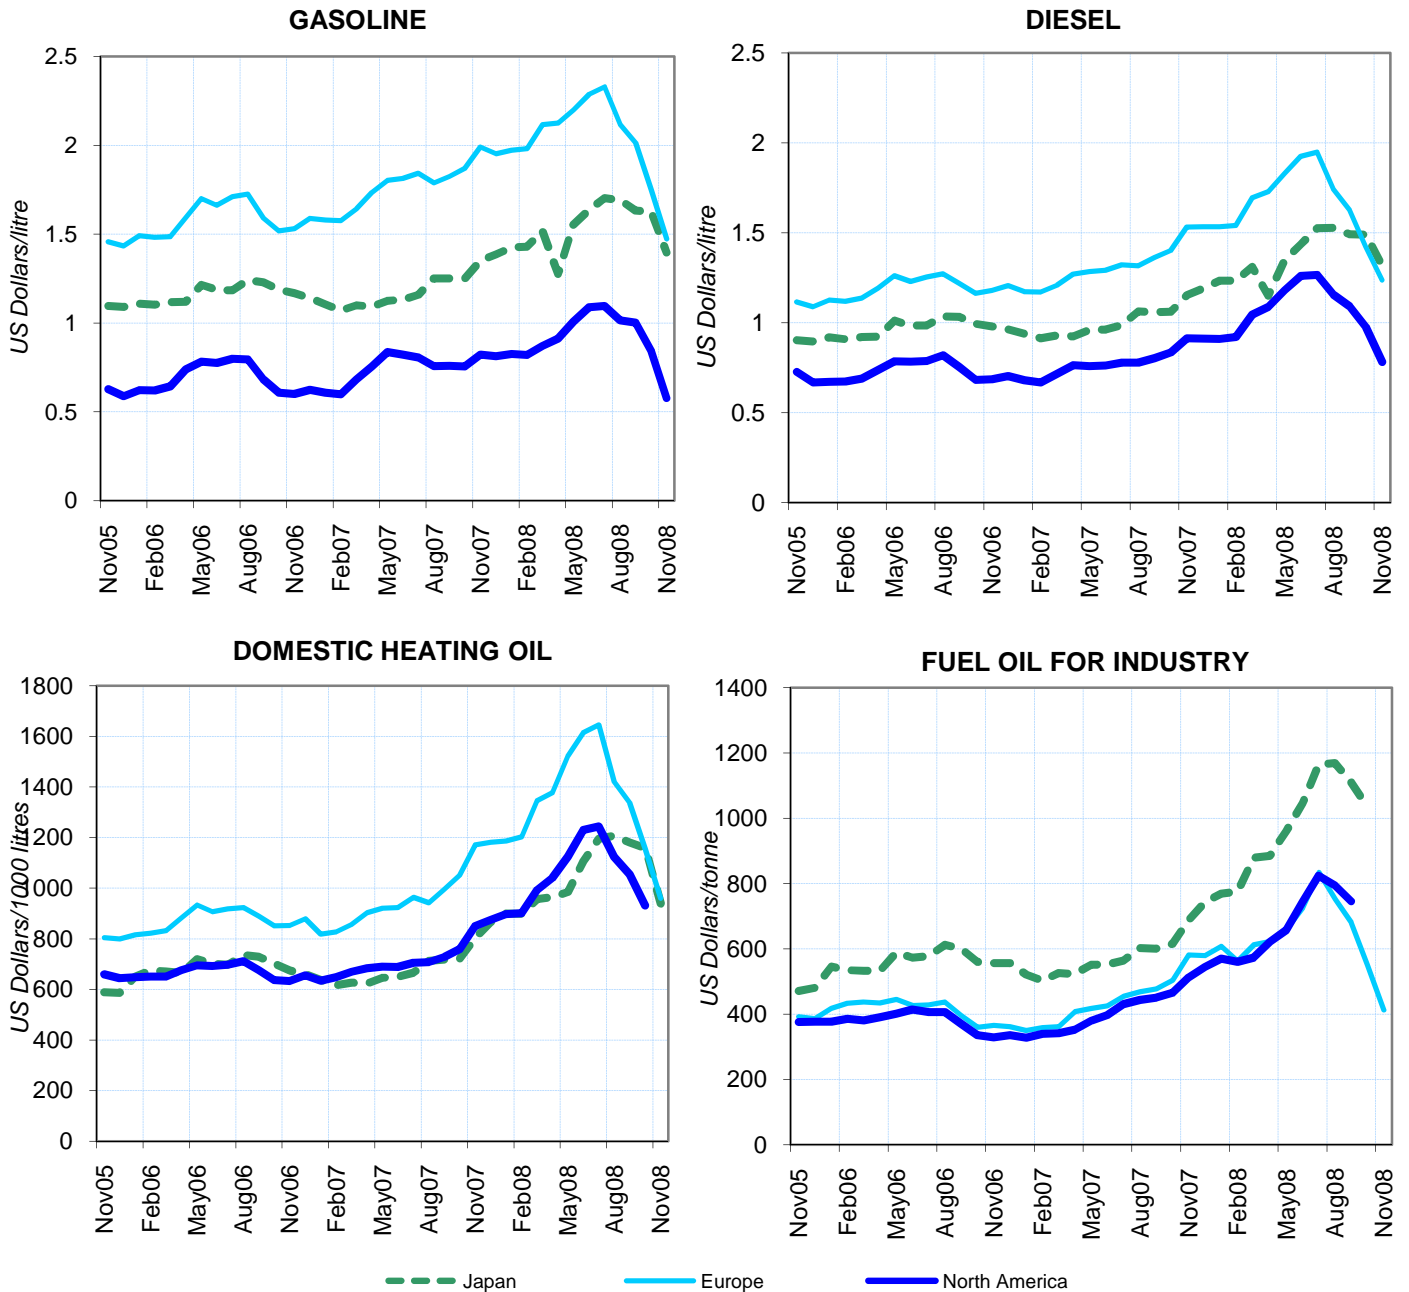 GASOLINE
2.5
2
1.5
1
0.5
0
US Dollars/litre
Nov05
Feb06
May06
Aug06
Nov06
Feb07
May07
Aug07
Nov07
Feb08
May08
Aug08
Nov08
DIESEL
2.5
2
1.5
1
0.5
0
US Dollars/litre
Nov05
Feb06
May06
Aug06
Nov06
Feb07
May07
Aug07
Nov07
Feb08
May08
Aug08
Nov08
DOMESTIC HEATING OIL
1800
1600
1400
1200
1000
800
600
400
200
0
US Dollars/1000 litres
Nov05
Feb06
May06
Aug06
Nov06
Feb07
May07
Aug07
Nov07
Feb08
May08
Aug08
Nov08
FUEL OIL FOR INDUSTRY
1400
1200
1000
800
600
400
200
0
US Dollars/tonne
Nov05
Feb06
May06
Aug06
Nov06
Feb07
May07
Aug07
Nov07
Feb08
May08
Aug08
Nov08
Japan
Europe
North America